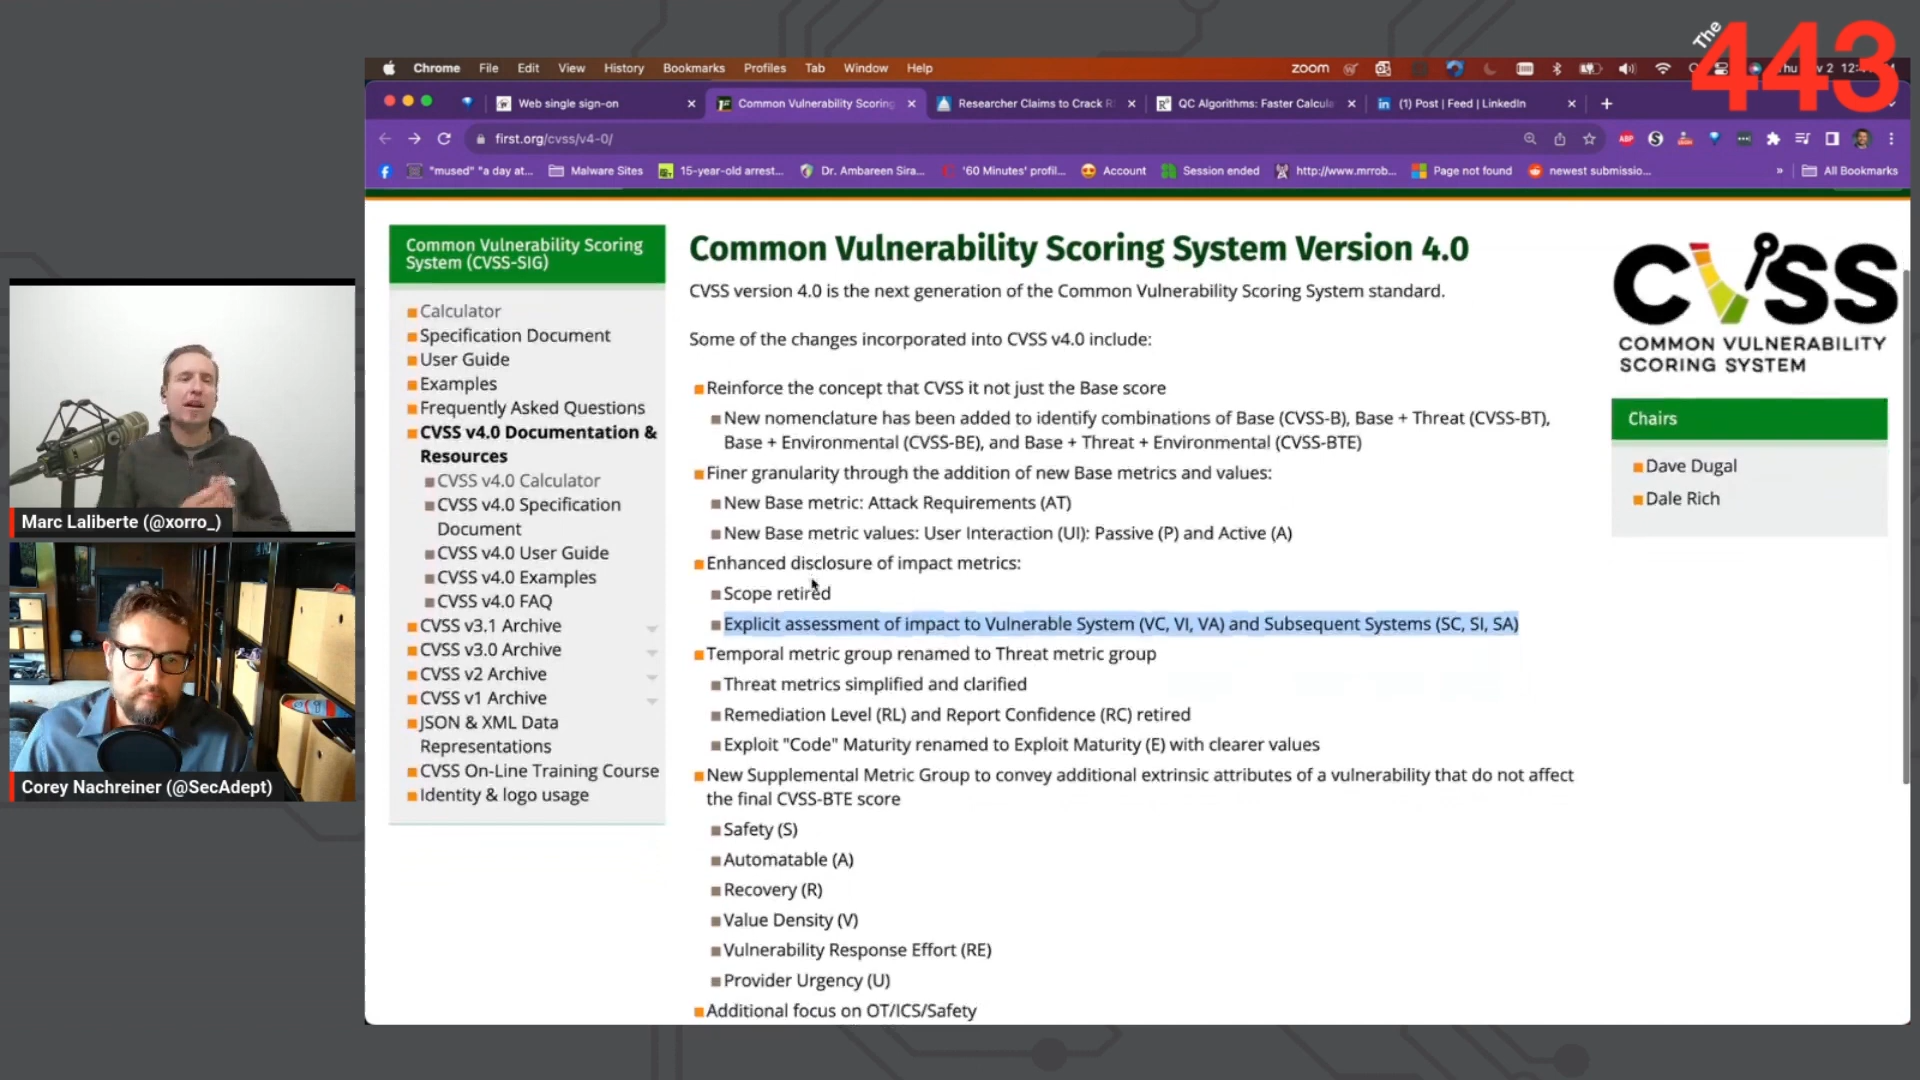 The
443
Chrome File Edit View History Bookmarks Profiles Tab Window Help zoom
Web single sign-on
Common Vulnerability Scoring
Researcher Claims to Crack R
QC Algorithms: Faster Calcula
(1) Post | Feed | LinkedIn
first.org/cvss/v4-0/
ABP
"mused" "a day at...
Malware Sites
15-year-old arrest...
Dr. Ambareen Sira...
'60 Minutes' profil...
Account
Session ended
http://www.mrrob...
Page not found
newest submissio...
»
All Bookmarks
Common Vulnerability Scoring
System (CVSS-SIG)
Calculator
Specification Document
User Guide
Examples
Frequently Asked Questions
CVSS v4.0 Documentation &
Resources
CVSS v4.0 Calculator
CVSS v4.0 Specification
Document
CVSS v4.0 User Guide
CVSS v4.0 Examples
CVSS v4.0 FAQ
CVSS v3.1 Archive
CVSS v3.0 Archive
CVSS v2 Archive
CVSS v1 Archive
JSON & XML Data
Representations
CVSS On-Line Training Course
Identity & logo usage
Common Vulnerability Scoring System Version 4.0
CVSS version 4.0 is the next generation of the Common Vulnerability Scoring System standard.
Some of the changes incorporated into CVSS v4.0 include:
Reinforce the concept that CVSS it not just the Base score
New nomenclature has been added to identify combinations of Base (CVSS-B), Base + Threat (CVSS-BT),
Base + Environmental (CVSS-BE), and Base + Threat + Environmental (CVSS-BTE)
Finer granularity through the addition of new Base metrics and values:
New Base metric: Attack Requirements (AT)
New Base metric values: User Interaction (UI): Passive (P) and Active (A)
Enhanced disclosure of impact metrics:
Scope retired
Explicit assessment of impact to Vulnerable System (VC, VI, VA) and Subsequent Systems (SC, SI, SA)
Temporal metric group renamed to Threat metric group
Threat metrics simplified and clarified
Remediation Level (RL) and Report Confidence (RC) retired
Exploit "Code" Maturity renamed to Exploit Maturity (E) with clearer values
New Supplemental Metric Group to convey additional extrinsic attributes of a vulnerability that do not affect
the final CVSS-BTE score
Safety (S)
Automatable (A)
Recovery (R)
Value Density (V)
Vulnerability Response Effort (RE)
Provider Urgency (U)
Additional focus on OT/ICS/Safety
CVSS
COMMON VULNERABILITY
SCORING SYSTEM
Chairs
Dave Dugal
Dale Rich
Marc Laliberte (@xorro_)
Corey Nachreiner (@SecAdept)